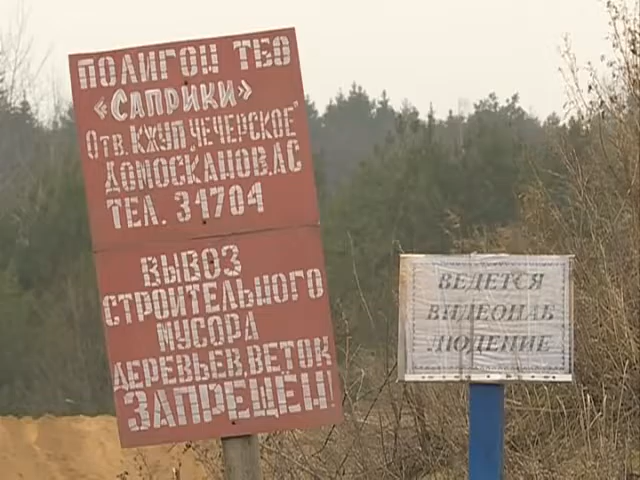 ПОЛИГОН ТБО
«САПРИКИ»
ОТВ. КЖУП „ЧЕЧЕРСКОЕ"
ДОМОСКАНОВ.А.С
ТЕЛ. 31704
ВЫВОЗ
СТРОИТЕЛЬНОГО
МУСОРА
ДЕРЕВЬЕВ, ВЕТОК
ЗАПРЕЩЕН!
ВЕДЕТСЯ
ВИДЕОНАБ
ЛЮДЕНИЕ